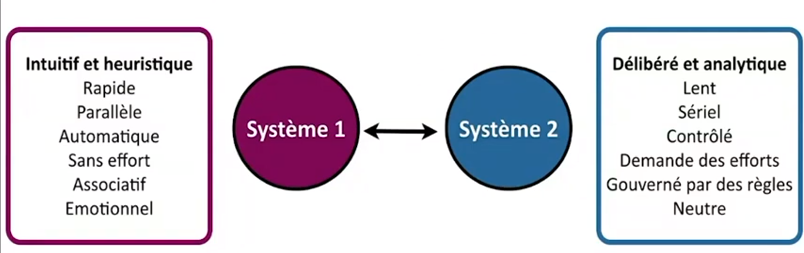 Intuitif et heuristique
Rapide
Parallèle
Automatique
Sans effort
Associatif
Emotionnel
Système 1
Système 2
Délibéré et analytique
Lent
Sériel
Contrôlé
Demande des efforts
Gouverné par des règles
Neutre